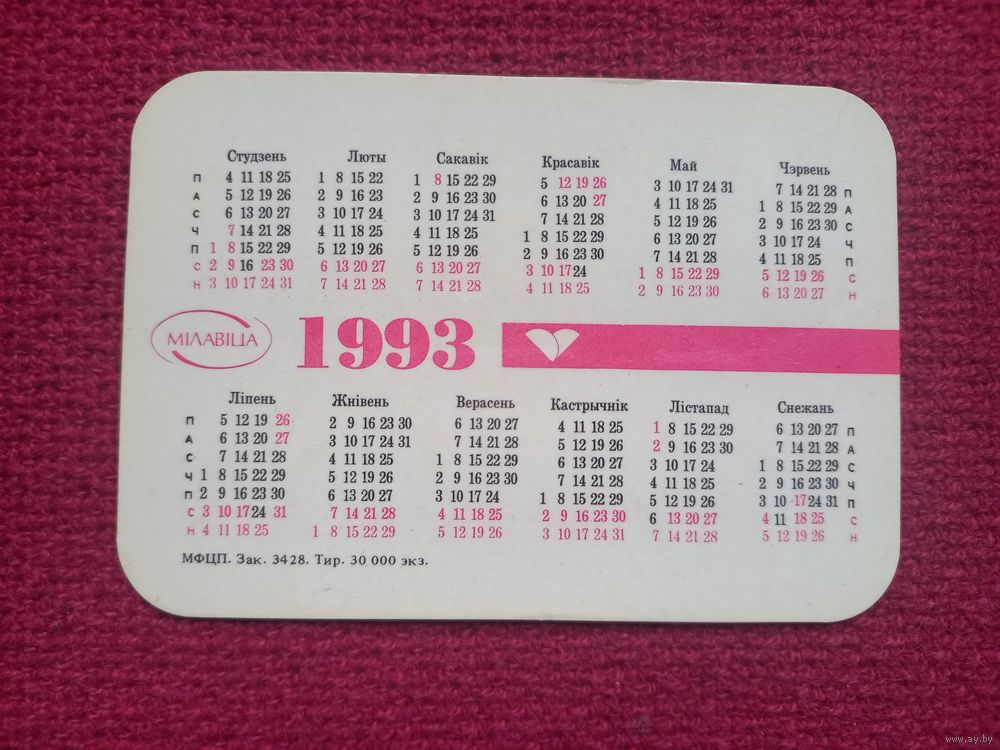 Студзень Люты Сакавік Красавік Май Чэрвень
П 4 11 18 25 1 8 15 22 1 8 15 22 29 5 12 19 26 3 10 17 24 31 7 14 21 28 П
А 5 12 19 26 2 9 16 23 2 9 16 23 30 6 13 20 27 4 11 18 25 1 8 15 22 29 А
С 6 13 20 27 3 10 17 24 3 10 17 24 31 7 14 21 28 5 12 19 26 2 9 16 23 30 С
Ч 7 14 21 28 4 11 18 25 4 11 18 25 1 8 15 22 29 6 13 20 27 3 10 17 24 Ч
П 1 8 15 22 29 5 12 19 26 5 12 19 26 2 9 16 23 30 7 14 21 28 4 11 18 25 П
С 2 9 16 23 30 6 13 20 27 6 13 20 27 3 10 17 24 1 8 15 22 29 5 12 19 26 С
Н 3 10 17 24 31 7 14 21 28 7 14 21 28 4 11 18 25 2 9 16 23 30 6 13 20 27 Н
МІЛАВІЦА 1993
Ліпень Жнівень Верасень Кастрычнік Лістапад Снежань
П 5 12 19 26 2 9 16 23 30 6 13 20 27 4 11 18 25 1 8 15 22 29 6 13 20 27 П
А 6 13 20 27 3 10 17 24 31 7 14 21 28 5 12 19 26 2 9 16 23 30 7 14 21 28 А
С 7 14 21 28 4 11 18 25 1 8 15 22 29 6 13 20 27 3 10 17 24 1 8 15 22 29 С
Ч 1 8 15 22 29 5 12 19 26 2 9 16 23 30 7 14 21 28 4 11 18 25 2 9 16 23 30 Ч
П 2 9 16 23 30 6 13 20 27 3 10 17 24 1 8 15 22 29 5 12 19 26 3 10 17 24 31 П
С 3 10 17 24 31 7 14 21 28 4 11 18 25 2 9 16 23 30 6 13 20 27 4 11 18 25 С
Н 4 11 18 25 1 8 15 22 29 5 12 19 26 3 10 17 24 31 7 14 21 28 5 12 19 26 Н
МФЦП. Зак. 3428. Тир. 30 000 экз.
www.ay.by